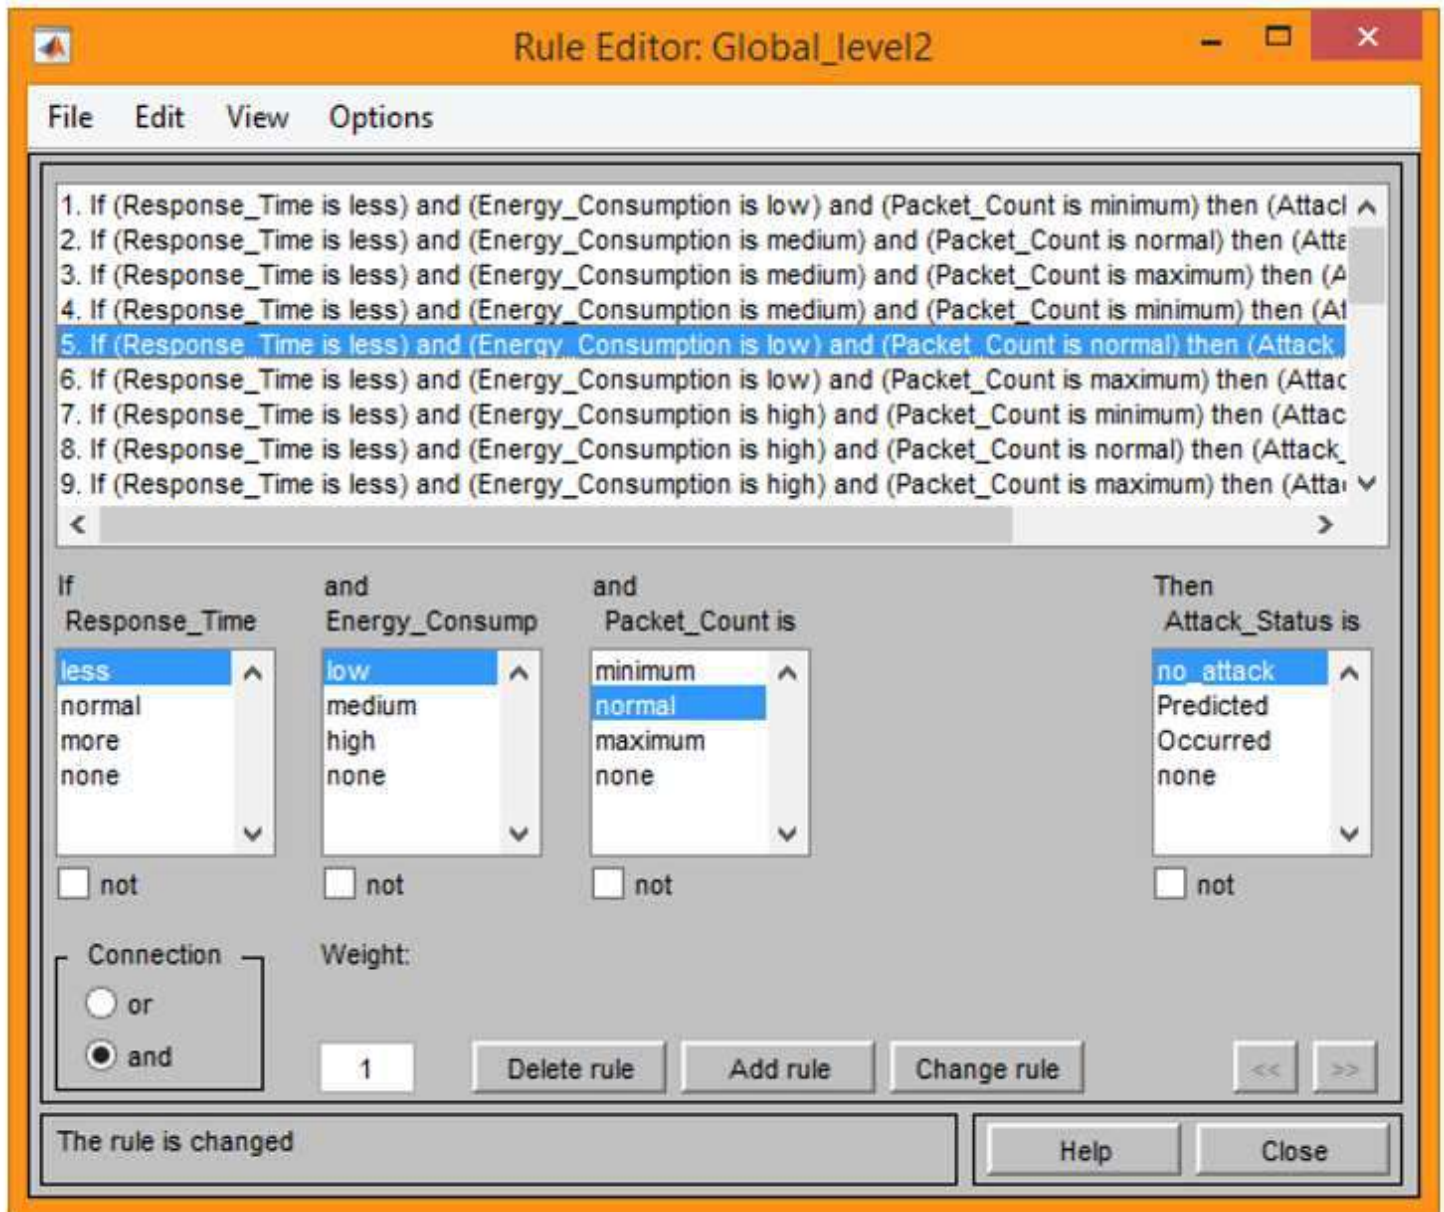 Rule Editor: Global_level2
File Edit View Options
1. If (Response_Time is less) and (Energy_Consumption is low) and (Packet_Count is minimum) then (Attacl
2. If (Response_Time is less) and (Energy_Consumption is medium) and (Packet_Count is normal) then (Atta
3. If (Response_Time is less) and (Energy_Consumption is medium) and (Packet_Count is maximum) then (A
4. If (Response_Time is less) and (Energy_Consumption is medium) and (Packet_Count is minimum) then (At
5. If (Response_Time is less) and (Energy_Consumption is low) and (Packet_Count is normal) then (Attack_
6. If (Response_Time is less) and (Energy_Consumption is low) and (Packet_Count is maximum) then (Attac
7. If (Response_Time is less) and (Energy_Consumption is high) and (Packet_Count is minimum) then (Attac
8. If (Response_Time is less) and (Energy_Consumption is high) and (Packet_Count is normal) then (Attack_
9. If (Response_Time is less) and (Energy_Consumption is high) and (Packet_Count is maximum) then (Atta
If and and Then
Response_Time Energy_Consump Packet_Count is Attack_Status is
less low minimum no_attack
normal medium normal Predicted
more high maximum Occurred
none none none none
not not not not
Connection Weight:
or
and 1 Delete rule Add rule Change rule << >>
The rule is changed Help Close